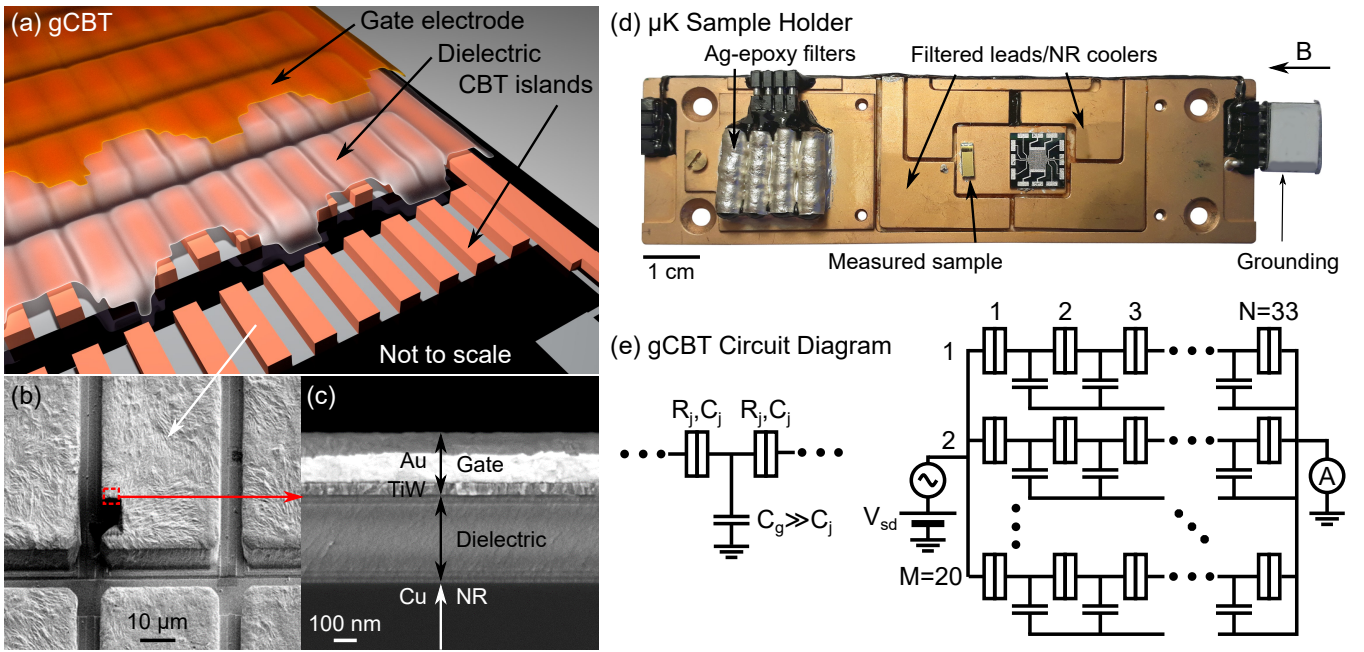 (a) gCBT
Gate electrode
Dielectric
CBT islands
Not to scale
(b)
10 µm
(c)
Au
Gate
TiW
Dielectric
Cu
NR
100 nm
(d) µK Sample Holder
Ag-epoxy filters
Filtered leads/NR coolers
B
1 cm
Measured sample
Grounding
(e) gCBT Circuit Diagram
Rj,Cj
Rj,Cj
Cg≫Cj
1
2
3
N=33
1
2
Vsd
A
M=20